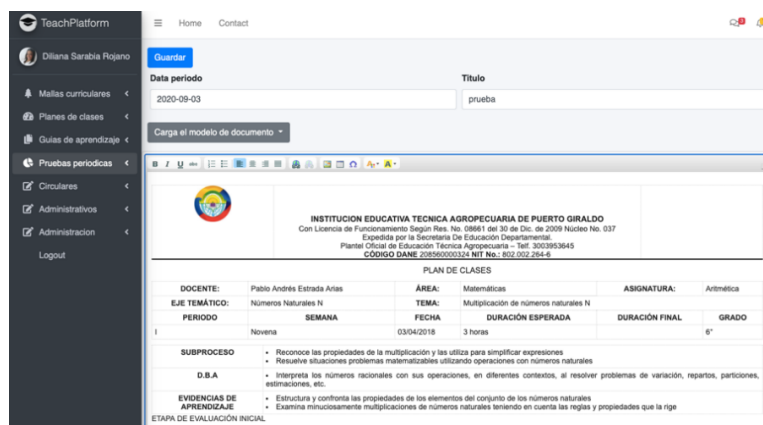 TeachPlatform
Home Contact
Diliana Sarabia Rojano
Mallas curriculares
Planes de clases
Guias de aprendizaje
Pruebas periodicas
Circulares
Administrativos
Administracion
Logout
Guardar
Data periodo
Titulo
2020-09-03
prueba
Carga el modelo de documento
INSTITUCION EDUCATIVA TECNICA AGROPECUARIA DE PUERTO GIRALDO
Con Licencia de Funcionamiento Según Res. No. 08661 del 30 de Dic. de 2009 Núcleo No. 037
Expedida por la Secretaria De Educación Departamental.
Plantel Oficial de Educación Técnica Agropecuaria – Telf. 3003953645
CÓDIGO DANE 208560000324 NIT No.: 802.002.264-6
PLAN DE CLASES
DOCENTE: Pablo Andrés Estrada Arias ÁREA: Matemáticas ASIGNATURA: Aritmética
EJE TEMÁTICO: Números Naturales N TEMA: Multiplicación de números naturales N
PERIODO SEMANA FECHA DURACIÓN ESPERADA DURACIÓN FINAL GRADO
I Novena 03/04/2018 3 horas 6°
SUBPROCESO
• Reconoce las propiedades de la multiplicación y las utiliza para simplificar expresiones
• Resuelve situaciones problemas matematizables utilizando operaciones con números naturales
D.B.A
• Interpreta los números racionales con sus operaciones, en diferentes contextos, al resolver problemas de variación, repartos, particiones,
estimaciones, etc.
EVIDENCIAS DE
APRENDIZAJE
• Estructura y confronta las propiedades de los elementos del conjunto de los números naturales
• Examina minuciosamente multiplicaciones de números naturales teniendo en cuenta las reglas y propiedades que la rige
ETAPA DE EVALUACIÓN INICIAL